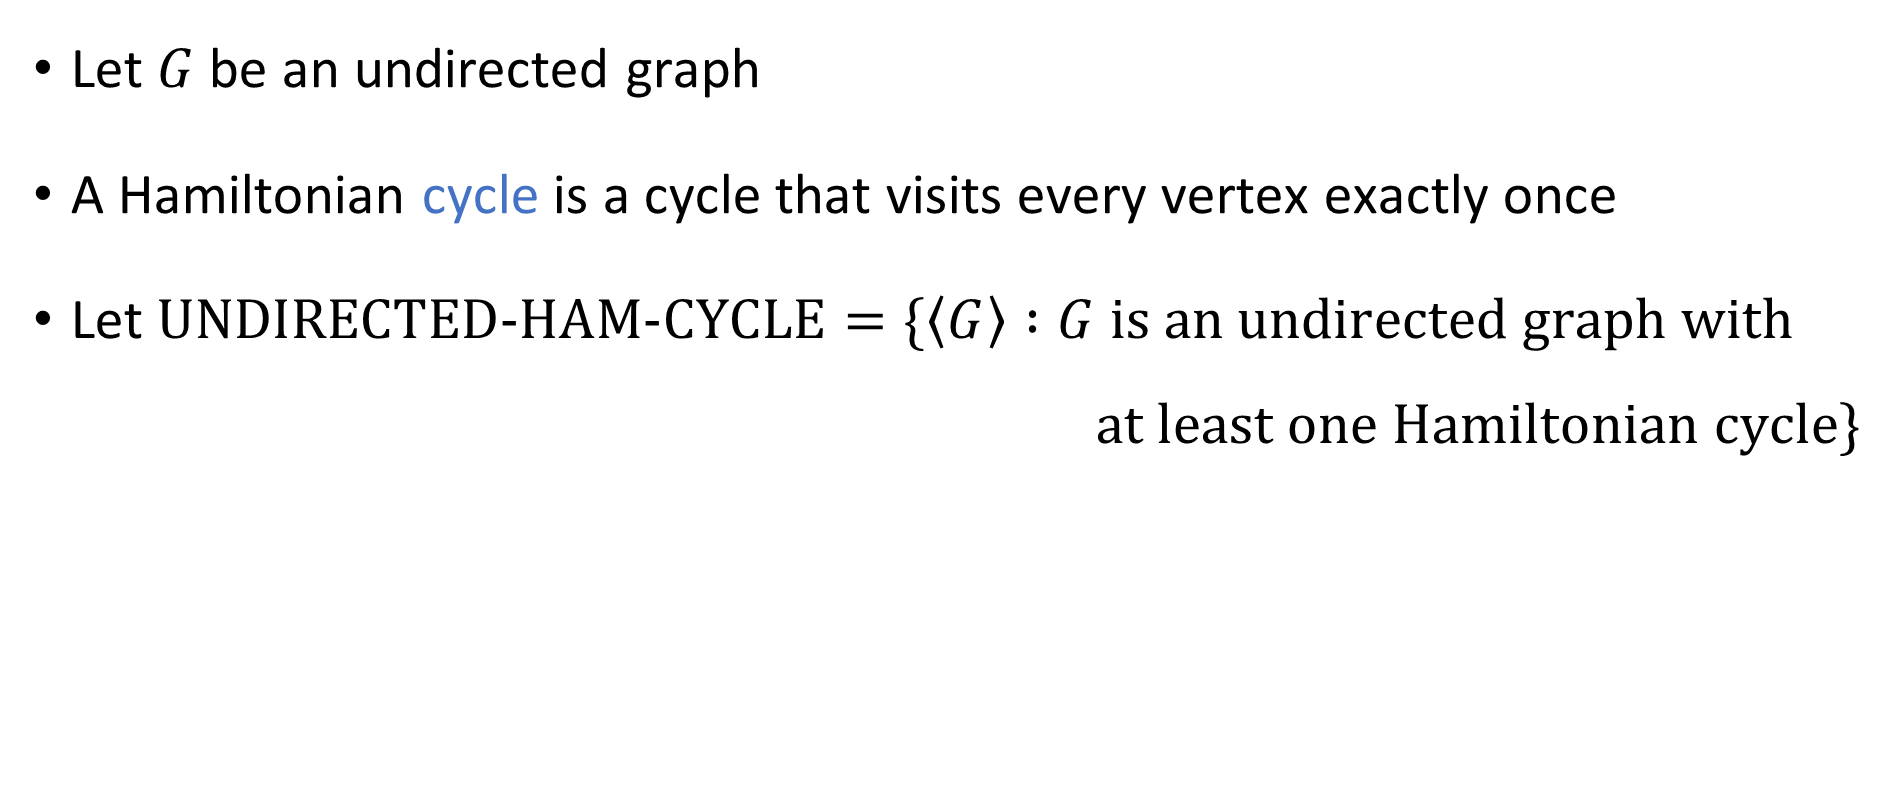 • Let 𝐺 be an undirected graph
• A Hamiltonian cycle is a cycle that visits every vertex exactly once
• Let UNDIRECTED-HAM-CYCLE = {⟨𝐺⟩ : 𝐺 is an undirected graph with
at least one Hamiltonian cycle}